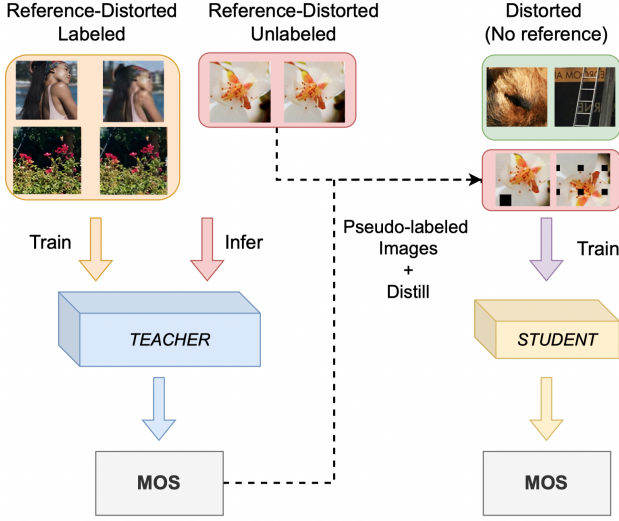 Reference-Distorted
Labeled
Reference-Distorted
Unlabeled
Distorted
(No reference)
Train
Infer
Pseudo-labeled
Images
+
Distill
Train
TEACHER
STUDENT
MOS
MOS